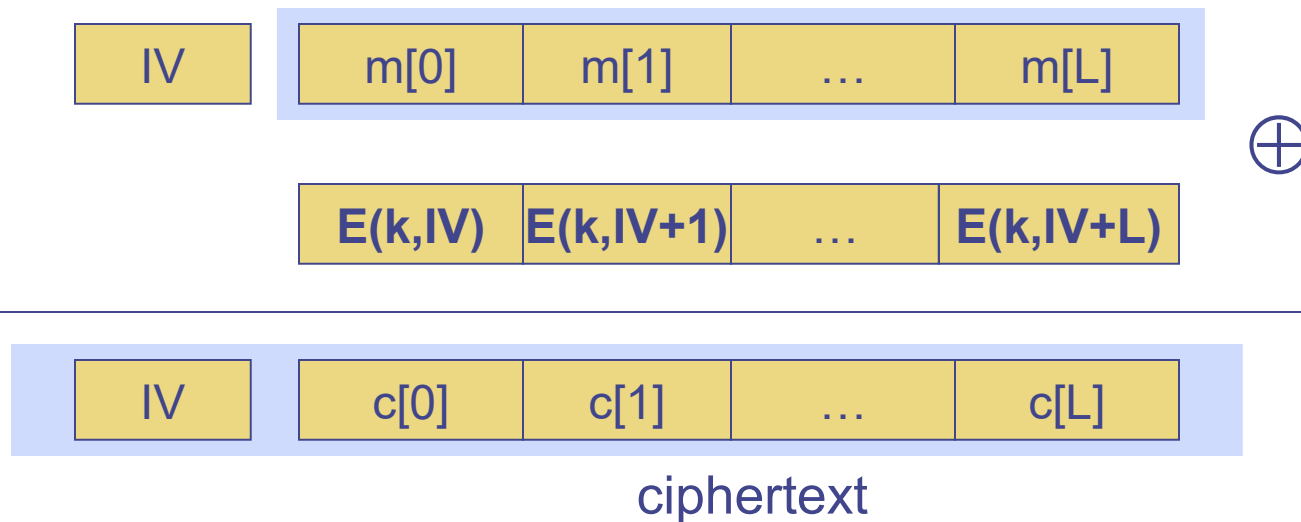 IV m[0] m[1] … m[L]
⊕
E(k,IV) E(k,IV+1) … E(k,IV+L)
IV c[0] c[1] … c[L]
ciphertext